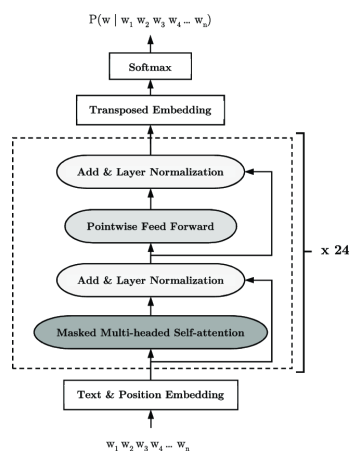 P(w | w₁ w₂ w₃ w₄ ... wₙ)
Softmax
Transposed Embedding
Add & Layer Normalization
Pointwise Feed Forward
x 24
Add & Layer Normalization
Masked Multi-headed Self-attention
Text & Position Embedding
w₁ w₂ w₃ w₄ ... wₙ